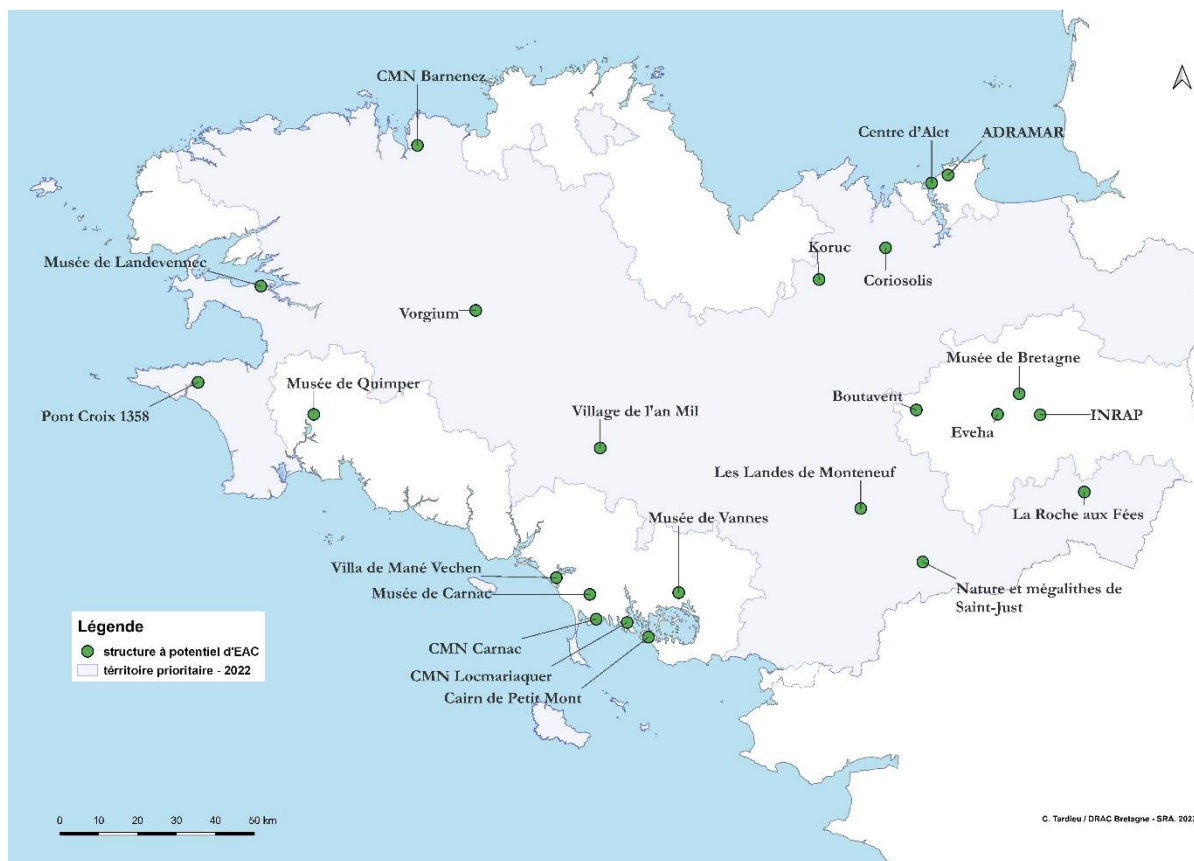 CMN Barnenez
Centre d'Alet
ADRAMAR
Musée de Landevennec
Koruc
Coriosolis
Vorgium
Musée de Bretagne
Pont Croix 1358
Musée de Quimper
Village de l'an Mil
Boutavent
Eveha
INRAP
Les Landes de Monteneuf
Musée de Vannes
La Roche aux Fées
Villa de Mané Vechen
Musée de Carnac
Nature et mégalithes de
Saint-Just
CMN Carnac
CMN Locmariaquer
Cairn de Petit Mont
Légende
structure à potentiel d'EAC
térritoire prioritaire - 2022
0 10 20 30 40 50 km
C. Tardieu / DRAC Bretagne - SRA. 2023